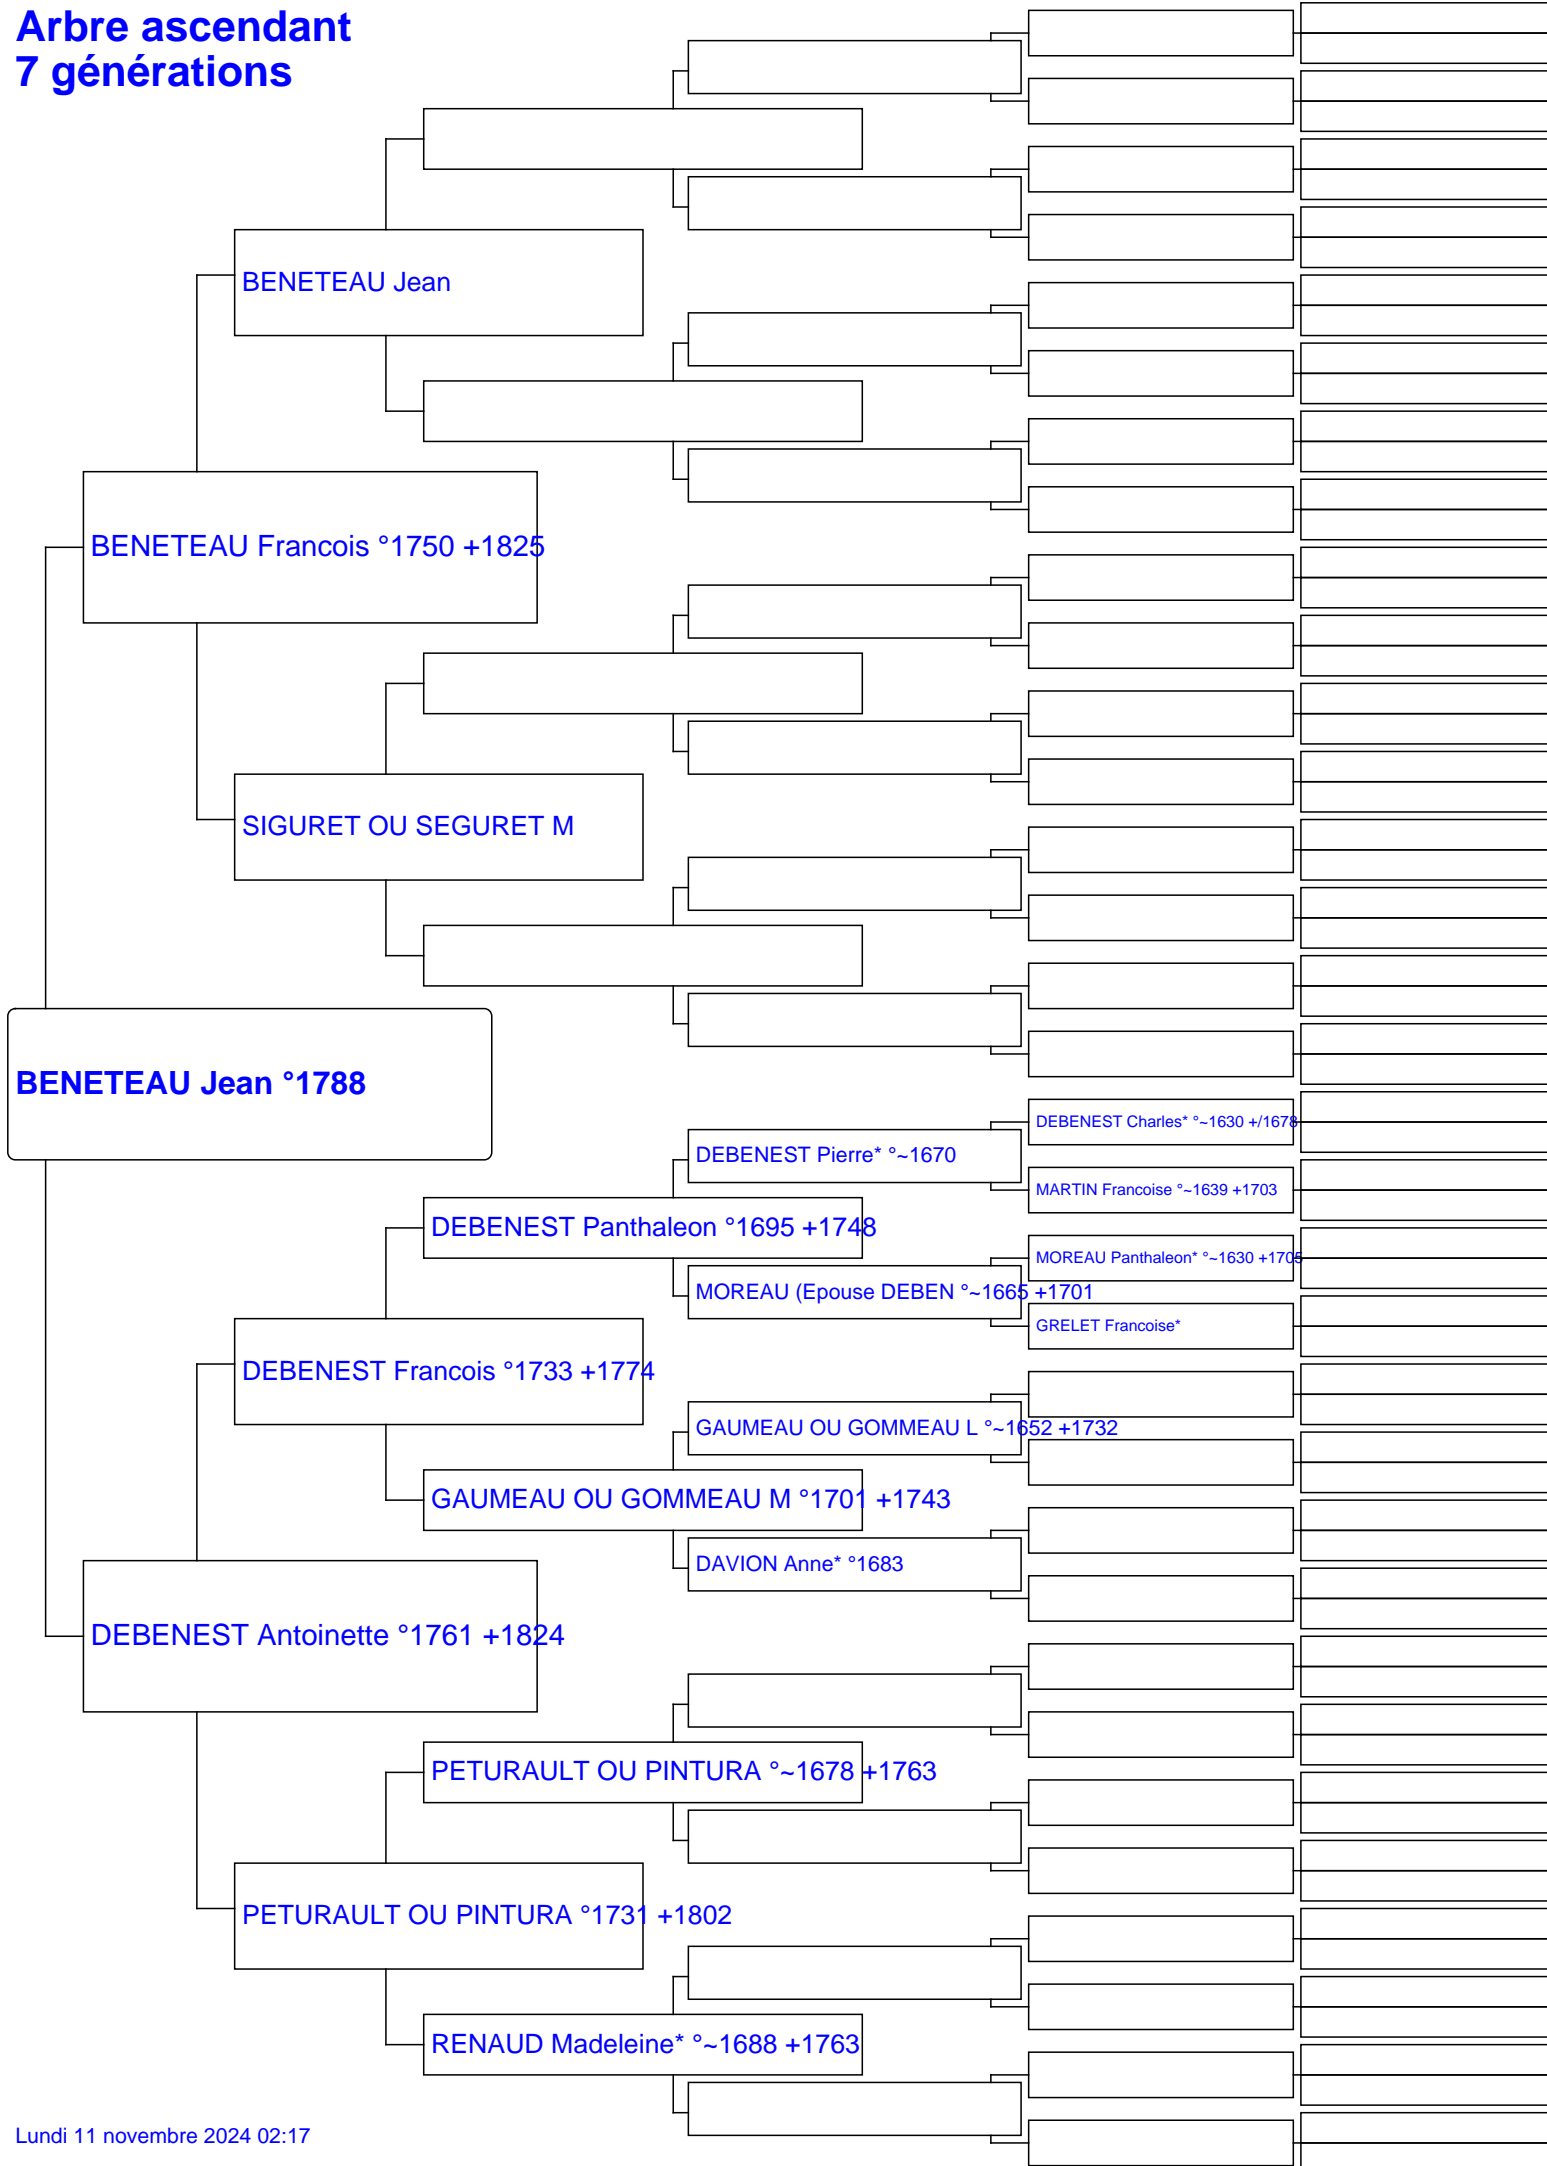 Arbre ascendant
7 générations
BENETEAU Jean
BENETEAU Francois °1750 +1825
SIGURET OU SEGURET M
BENETEAU Jean °1788
DEBENEST Charles* °~1630 +/1678
DEBENEST Pierre* °~1670
MARTIN Francoise °~1639 +1703
DEBENEST Panthaleon °1695 +1748
MOREAU Panthaleon* °~1630 +1705
MOREAU (Epouse DEBEN °~1665 +1701
GRELET Francoise*
DEBENEST Francois °1733 +1774
GAUMEAU OU GOMMEAU L °~1652 +1732
GAUMEAU OU GOMMEAU M °1701 +1743
DAVION Anne* °1683
DEBENEST Antoinette °1761 +1824
PETURAULT OU PINTURA °~1678 +1763
PETURAULT OU PINTURA °1731 +1802
RENAUD Madeleine* °~1688 +1763
Lundi 11 novembre 2024 02:17